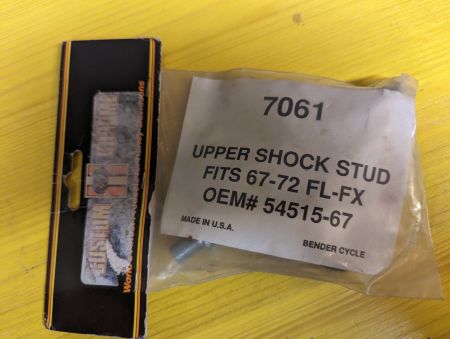 7061
UPPER SHOCK STUD
FITS 67-72 FL-FX
OEM# 54515-67
MADE IN U.S.A.
BENDER CYCLE